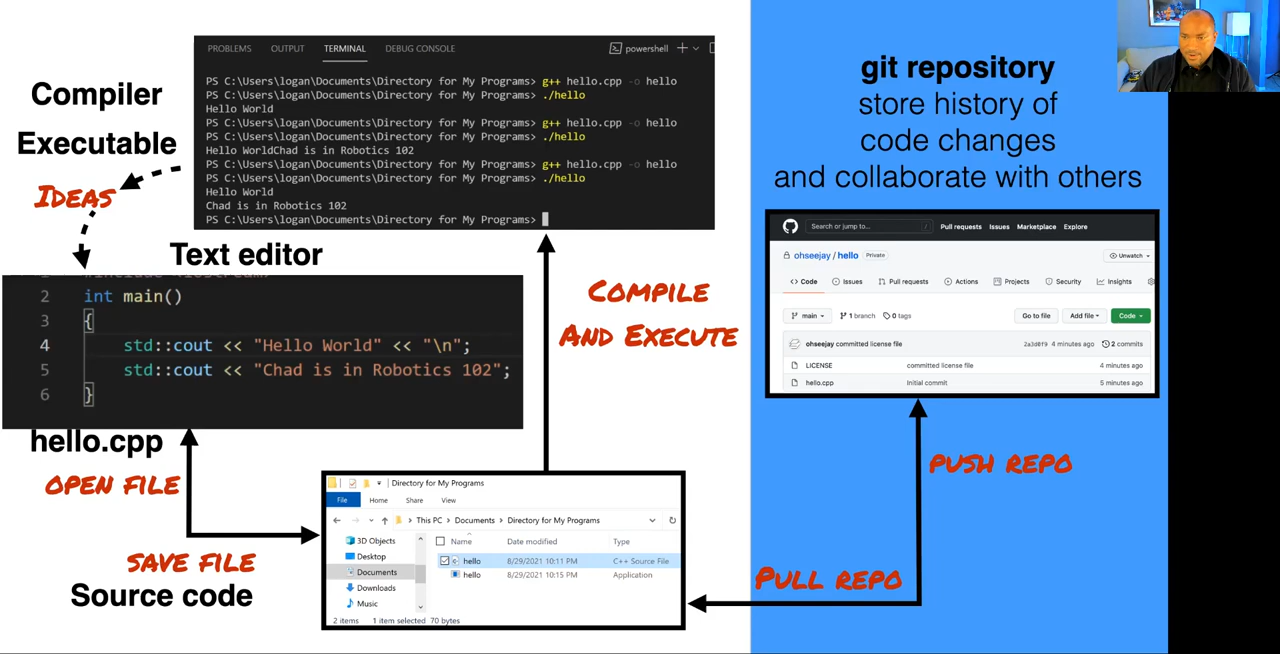 PROBLEMS OUTPUT TERMINAL DEBUG CONSOLE powershell
PS C:\Users\logan\Documents\Directory for My Programs> g++ hello.cpp -o hello
PS C:\Users\logan\Documents\Directory for My Programs> ./hello
Hello World
PS C:\Users\logan\Documents\Directory for My Programs> g++ hello.cpp -o hello
PS C:\Users\logan\Documents\Directory for My Programs> ./hello
Hello WorldChad is in Robotics 102
PS C:\Users\logan\Documents\Directory for My Programs> g++ hello.cpp -o hello
PS C:\Users\logan\Documents\Directory for My Programs> ./hello
Hello World
Chad is in Robotics 102
PS C:\Users\logan\Documents\Directory for My Programs>
Compiler
Executable
IDEAS
Text editor
#include <iostream>
2 int main()
3 {
4 std::cout << "Hello World" << "\n";
5 std::cout << "Chad is in Robotics 102";
6 }
hello.cpp
OPEN FILE
SAVE FILE
Source code
COMPILE
AND EXECUTE
Directory for My Programs
File Home Share View
This PC > Documents > Directory for My Programs
Name Date modified Type
3D Objects
Desktop
Documents
Downloads
Music
hello 8/29/2021 10:11 PM C++ Source File
hello 8/29/2021 10:15 PM Application
2 items 1 item selected 70 bytes
git repository
store history of
code changes
and collaborate with others
Search or jump to... / Pull requests Issues Marketplace Explore
ohseejay / hello Private Unwatch
<> Code Issues Pull requests Actions Projects Security Insights
main 1 branch 0 tags Go to file Add file Code
ohseejay committed license file 2a3d0f9 4 minutes ago 2 commits
LICENSE committed license file 4 minutes ago
hello.cpp Initial commit 5 minutes ago
PUSH REPO
PULL REPO